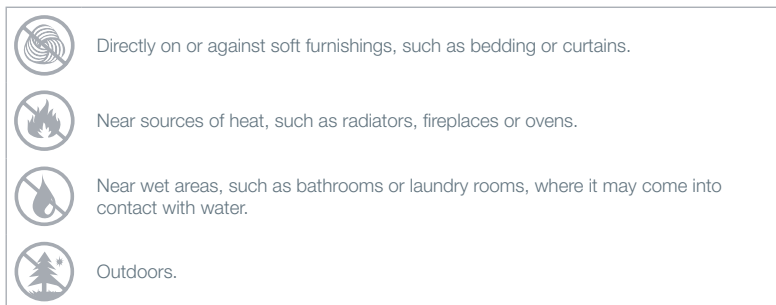 Directly on or against soft furnishings, such as bedding or curtains.
Near sources of heat, such as radiators, fireplaces or ovens.
Near wet areas, such as bathrooms or laundry rooms, where it may come into
contact with water.
Outdoors.